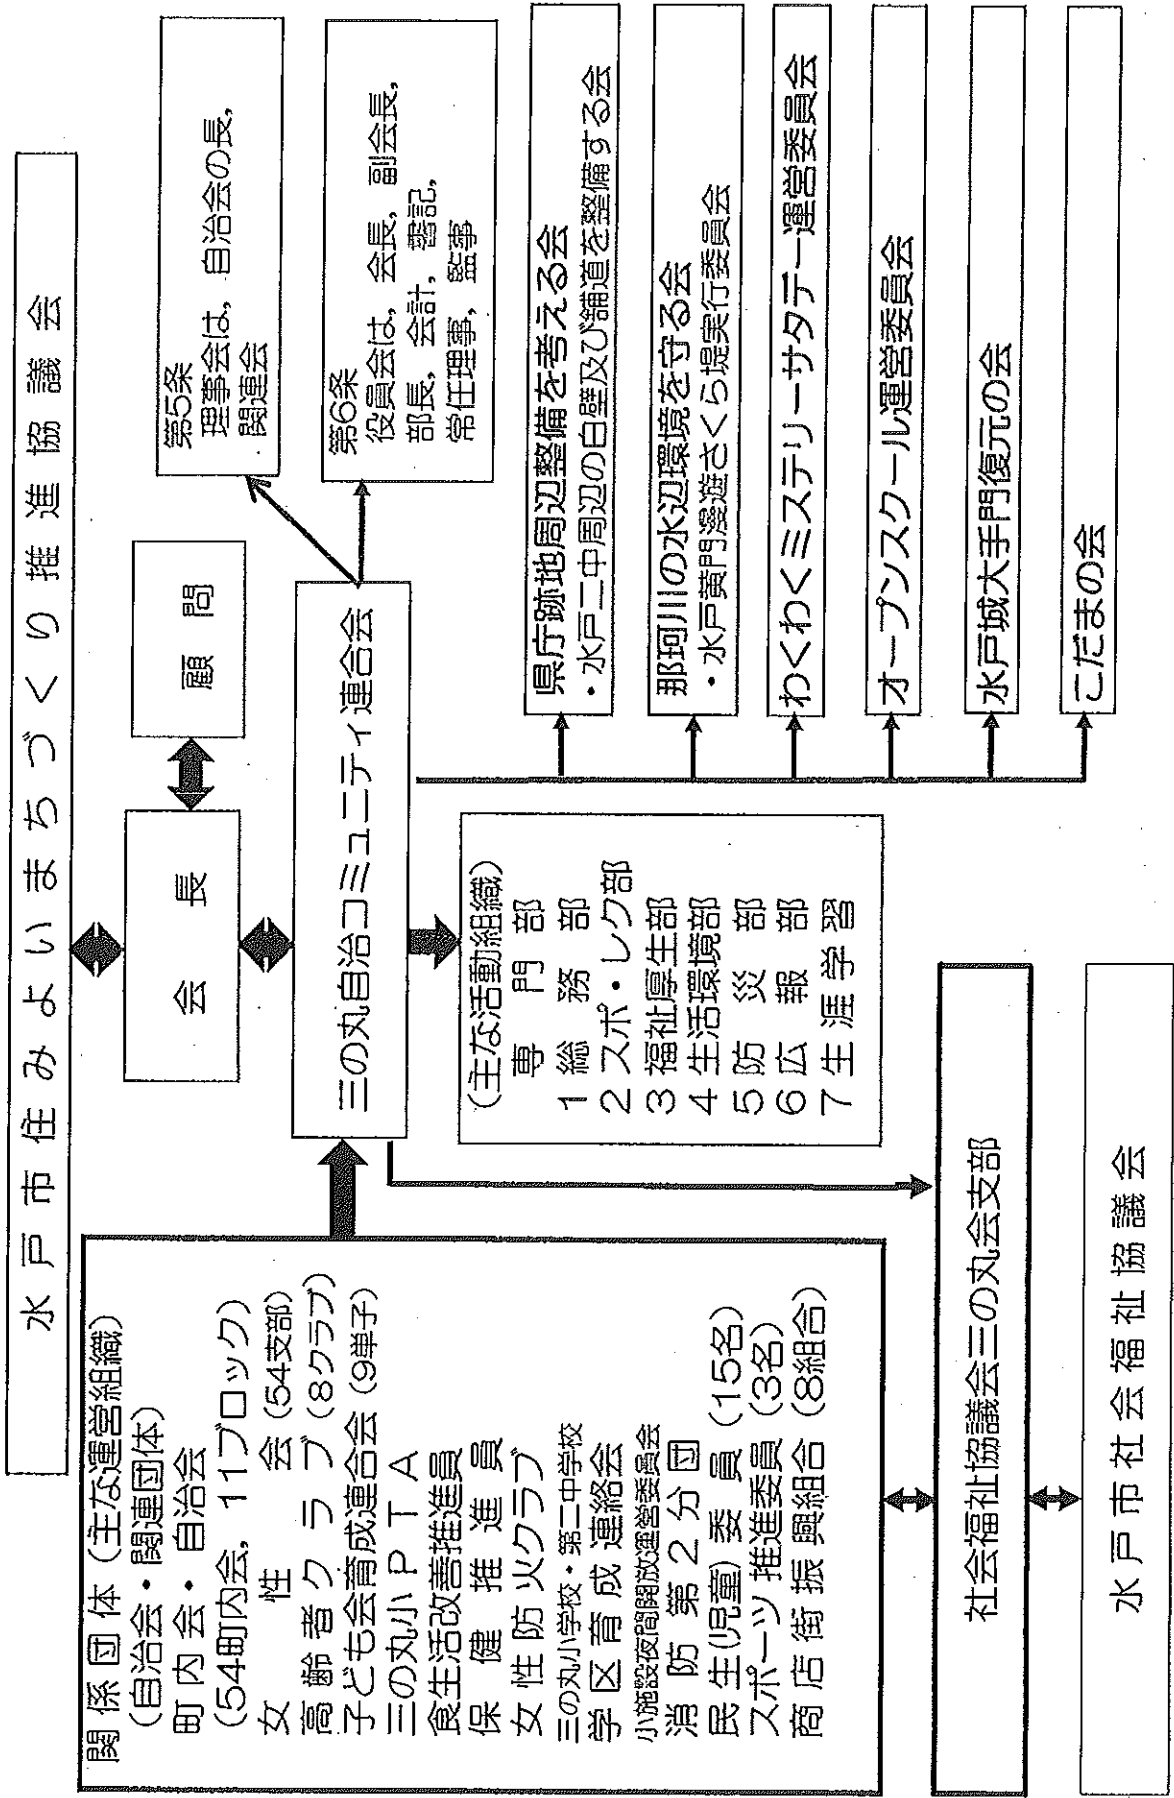 水戸市住みよいまちづくり推進協議会
会長
顧問
三の丸自治コミュニティ連合会
第5条
理事会は，自治会の長，
関連会
第6条
役員会は，会長，副会長，
部長，会計，書記，
常任理事，監事
関係団体（主な運営組織）
（自治会・関連団体）
町内会・自治会
（54町内会，11ブロック）
女性会（54支部）
高齢者クラブ（8クラブ）
子ども会育成連合会（9単子）
三の丸小ＰＴＡ
食生活改善推進員
保健推進員
女性防火クラブ
三の丸小学校・第二中学校
学区育成連絡会
小施設夜間開放運営委員会
消防第2分団
民生(児童)委員（15名）
スポーツ推進委員（3名）
商店街振興組合（8組合）
（主な活動組織）
専門部
1 総務部
2 スポ・レク部
3 福祉厚生部
4 生活環境部
5 防災部
6 広報部
7 生涯学習
県庁跡地周辺整備を考える会
・水戸二中周辺の白壁及び舗道を整備する会
那珂川の水辺環境を守る会
・水戸黄門漫遊さくら堤実行委員会
わくわくミステリーサタデー運営委員会
オープンスクール運営委員会
水戸城大手門復元の会
こだまの会
社会福祉協議会三の丸会支部
水戸市社会福祉協議会